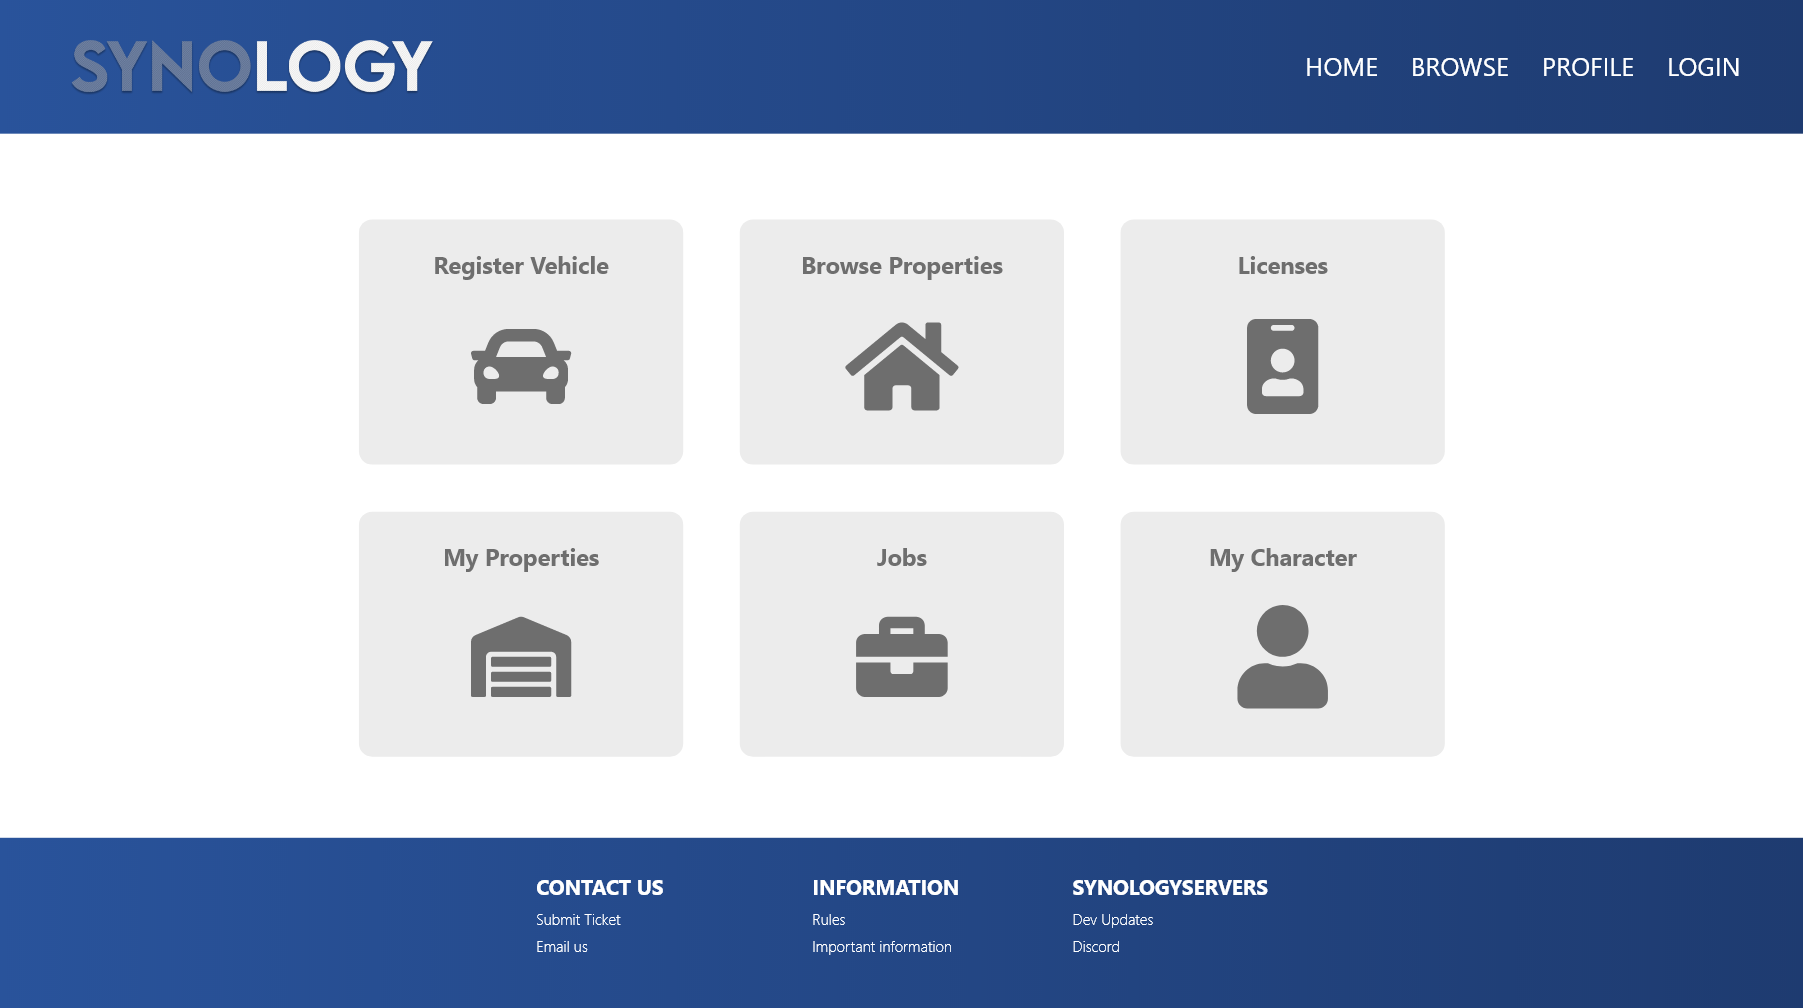 SYNOLOGY
HOME BROWSE PROFILE LOGIN
Register Vehicle
Browse Properties
Licenses
My Properties
Jobs
My Character
CONTACT US
Submit Ticket
Email us
INFORMATION
Rules
Important information
SYNOLOGYSERVERS
Dev Updates
Discord